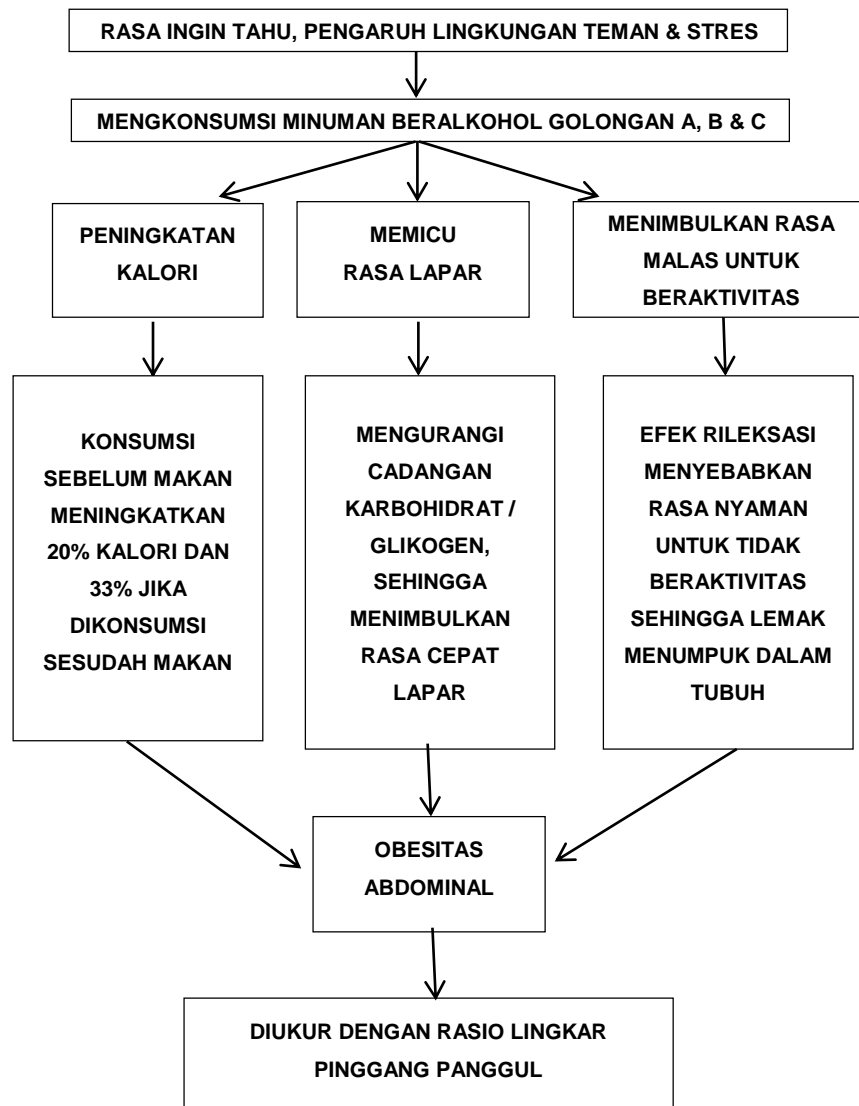 RASA INGIN TAHU, PENGARUH LINGKUNGAN TEMAN & STRES
MENGKONSUMSI MINUMAN BERALKOHOL GOLONGAN A, B & C
PENINGKATAN
KALORI
MEMICU
RASA LAPAR
MENIMBULKAN RASA
MALAS UNTUK
BERAKTIVITAS
KONSUMSI
SEBELUM MAKAN
MENINGKATKAN
20% KALORI DAN
33% JIKA
DIKONSUMSI
SESUDAH MAKAN
MENGURANGI
CADANGAN
KARBOHIDRAT /
GLIKOGEN,
SEHINGGA
MENIMBULKAN
RASA CEPAT
LAPAR
EFEK RILEKSASI
MENYEBABKAN
RASA NYAMAN
UNTUK TIDAK
BERAKTIVITAS
SEHINGGA LEMAK
MENUMPUK DALAM
TUBUH
OBESITAS
ABDOMINAL
DIUKUR DENGAN RASIO LINGKAR
PINGGANG PANGGUL